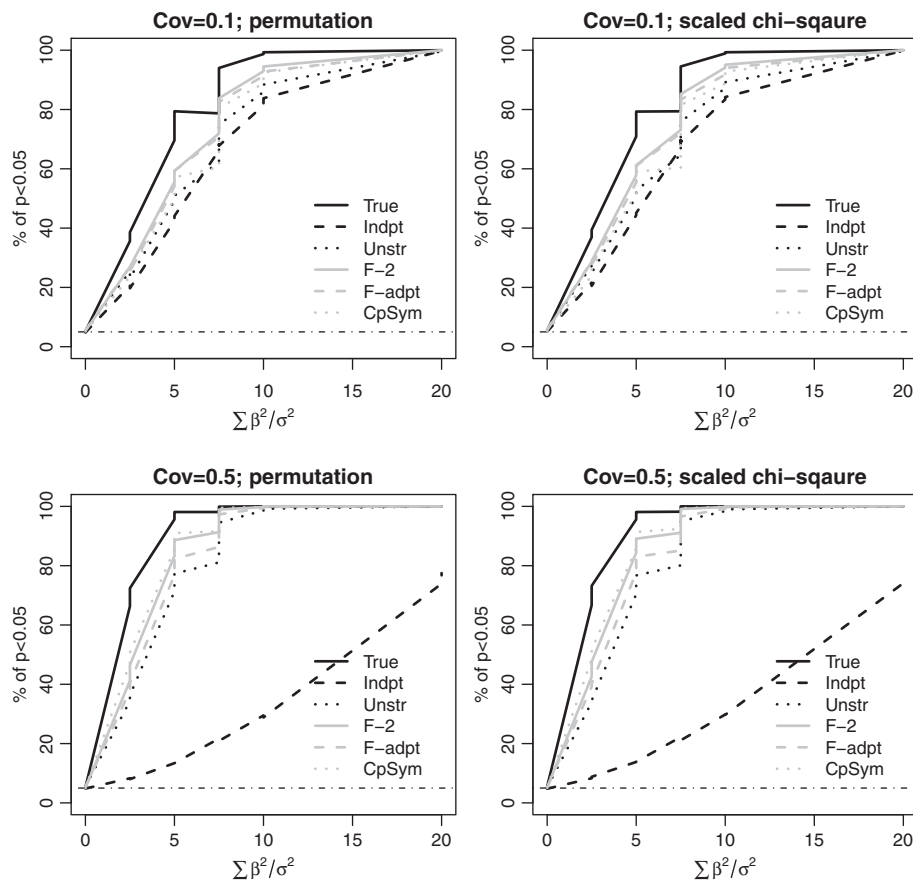 Cov=0.1; permutation
% of p<0.05
100
80
60
40
20
0
True
Indpt
Unstr
F−2
F−adpt
CpSym
0 5 10 15 20
∑ β²/σ²
Cov=0.1; scaled chi−sqaure
% of p<0.05
100
80
60
40
20
0
True
Indpt
Unstr
F−2
F−adpt
CpSym
0 5 10 15 20
∑ β²/σ²
Cov=0.5; permutation
% of p<0.05
100
80
60
40
20
0
True
Indpt
Unstr
F−2
F−adpt
CpSym
0 5 10 15 20
∑ β²/σ²
Cov=0.5; scaled chi−sqaure
% of p<0.05
100
80
60
40
20
0
True
Indpt
Unstr
F−2
F−adpt
CpSym
0 5 10 15 20
∑ β²/σ²